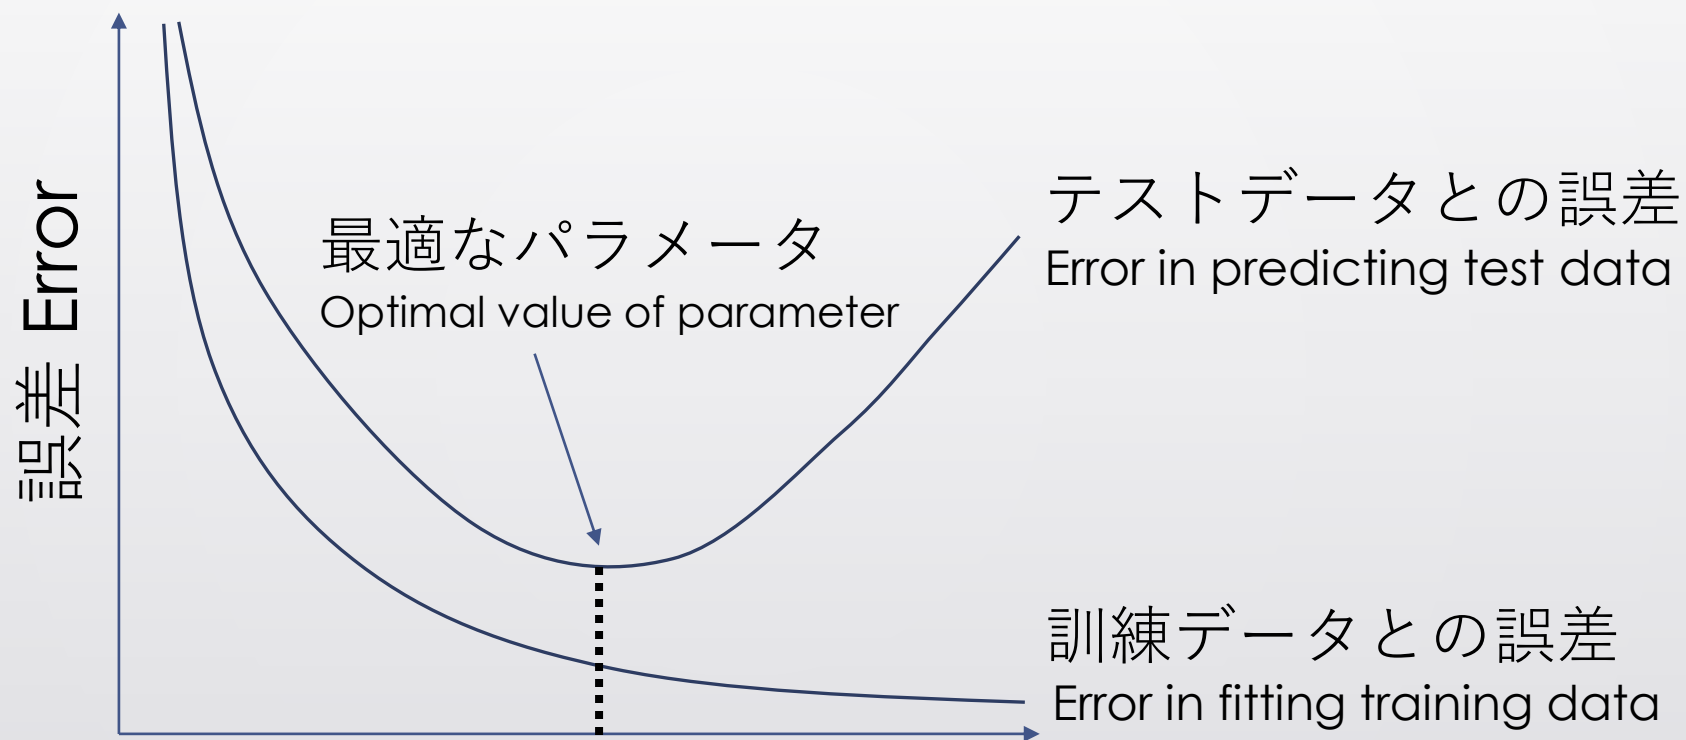 誤差 Error
最適なパラメータ
Optimal value of parameter
テストデータとの誤差
Error in predicting test data
訓練データとの誤差
Error in fitting training data